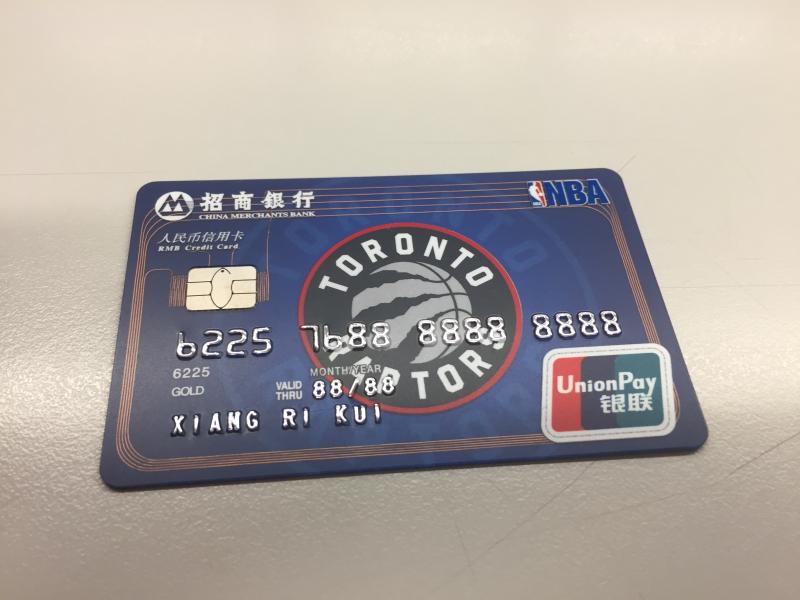 招商銀行
CHINA MERCHANTS BANK
NBA
人民币信用卡
RMB Credit Card
TORONTO
RAPTORS
6225 7688 8888 8888
6225
MONTH/YEAR
GOLD
VALID THRU 88/88
XIANG RI KUI
UnionPay
银联